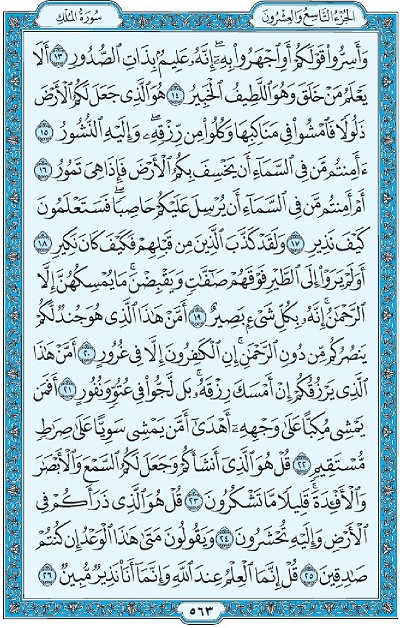 الجزء التاسع والعشرون
سورة الملك
وَأَسِرُّوا۟ قَوْلَكُمْ أَوِ ٱجْهَرُوا۟ بِهِۦٓ إِنَّهُۥ عَلِيمٌۢ بِذَاتِ ٱلصُّدُورِ ١٣ أَلَا
يَعْلَمُ مَنْ خَلَقَ وَهُوَ ٱللَّطِيفُ ٱلْخَبِيرُ ١٤ هُوَ ٱلَّذِى جَعَلَ لَكُمُ ٱلْأَرْضَ
ذَلُولًا فَٱمْشُوا۟ فِى مَنَاكِبِهَا وَكُلُوا۟ مِن رِّزْقِهِۦ وَإِلَيْهِ ٱلنُّشُورُ ١٥
ءَأَمِنتُم مَّن فِى ٱلسَّمَآءِ أَن يَخْسِفَ بِكُمُ ٱلْأَرْضَ فَإِذَا هِىَ تَمُورُ ١٦
أَمْ أَمِنتُم مَّن فِى ٱلسَّمَآءِ أَن يُرْسِلَ عَلَيْكُمْ حَاصِبًا فَسَتَعْلَمُونَ
كَيْفَ نَذِيرِ ١٧ وَلَقَدْ كَذَّبَ ٱلَّذِينَ مِن قَبْلِهِمْ فَكَيْفَ كَانَ نَكِيرِ ١٨
أَوَلَمْ يَرَوْا۟ إِلَى ٱلطَّيْرِ فَوْقَهُمْ صَٰٓفَّٰتٍ وَيَقْبِضْنَ مَا يُمْسِكُهُنَّ إِلَّا
ٱلرَّحْمَٰنُ إِنَّهُۥ بِكُلِّ شَىْءٍۭ بَصِيرٌ ١٩ أَمَّنْ هَٰذَا ٱلَّذِى هُوَ جُندٌ لَّكُمْ
يَنصُرُكُم مِّن دُونِ ٱلرَّحْمَٰنِ إِنِ ٱلْكَٰفِرُونَ إِلَّا فِى غُرُورٍ ٢٠ أَمَّنْ هَٰذَا
ٱلَّذِى يَرْزُقُكُمْ إِنْ أَمْسَكَ رِزْقَهُۥ بَل لَّجُّوا۟ فِى عُتُوٍّ وَنُفُورٍ ٢١ أَفَمَن
يَمْشِى مُكِبًّا عَلَىٰ وَجْهِهِۦٓ أَهْدَىٰٓ أَمَّن يَمْشِى سَوِيًّا عَلَىٰ صِرَٰطٍ
مُّسْتَقِيمٍ ٢٢ قُلْ هُوَ ٱلَّذِىٓ أَنشَأَكُمْ وَجَعَلَ لَكُمُ ٱلسَّمْعَ وَٱلْأَبْصَٰرَ
وَٱلْأَفْـِٔدَةَ قَلِيلًا مَّا تَشْكُرُونَ ٢٣ قُلْ هُوَ ٱلَّذِى ذَرَأَكُمْ فِى
ٱلْأَرْضِ وَإِلَيْهِ تُحْشَرُونَ ٢٤ وَيَقُولُونَ مَتَىٰ هَٰذَا ٱلْوَعْدُ إِن كُنتُمْ
صَٰدِقِينَ ٢٥ قُلْ إِنَّمَا ٱلْعِلْمُ عِندَ ٱللَّهِ وَإِنَّمَآ أَنَا۠ نَذِيرٌ مُّبِينٌ ٢٦
٥٦٣